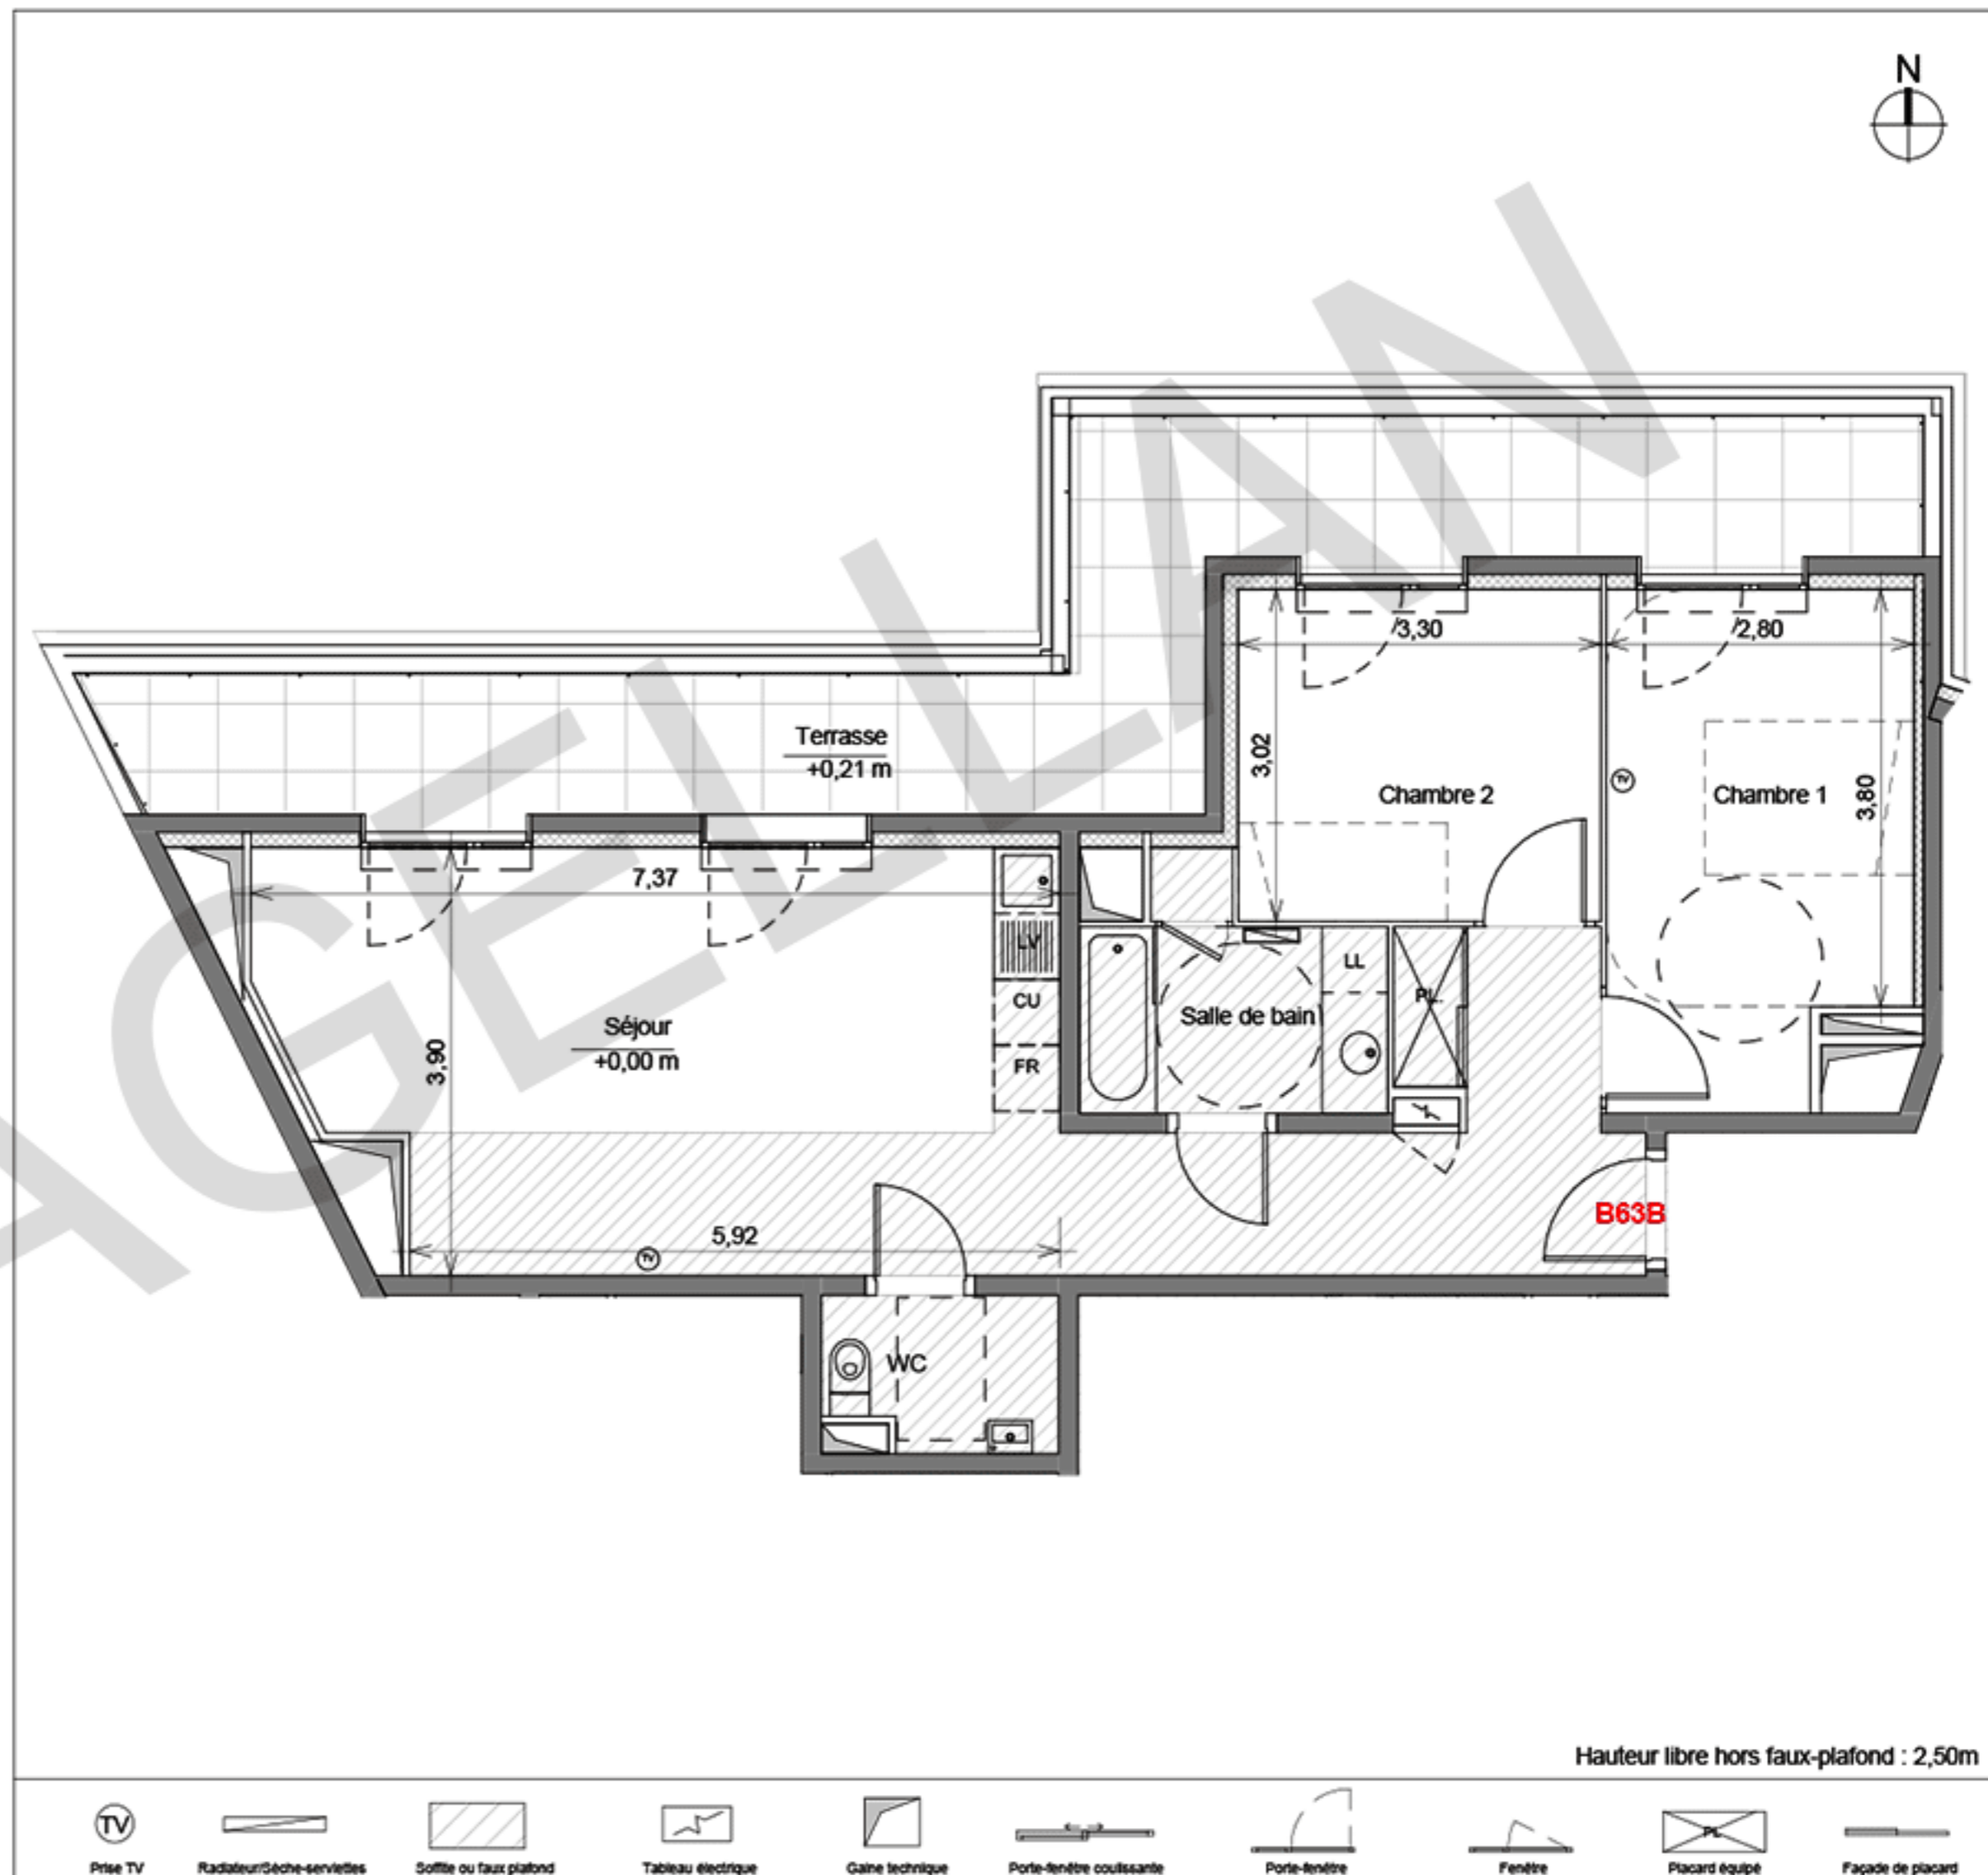 N
AGELLAN
3,30
2,80
Terrasse
+0,21 m
3,02
TV
Chambre 2
Chambre 1
3,80
7,37
LV
LL
PL.
CU
Salle de bain
Séjour
+0,00 m
3,90
FR
B63B
5,92
TV
WC
Hauteur libre hors faux-plafond : 2,50m
TV
PL
Prise TV
Radiateur/Sèche-serviettes
Soffite ou faux plafond
Tableau électrique
Gaine technique
Porte-fenêtre coulissante
Porte-fenêtre
Fenêtre
Placard équipé
Façade de placard